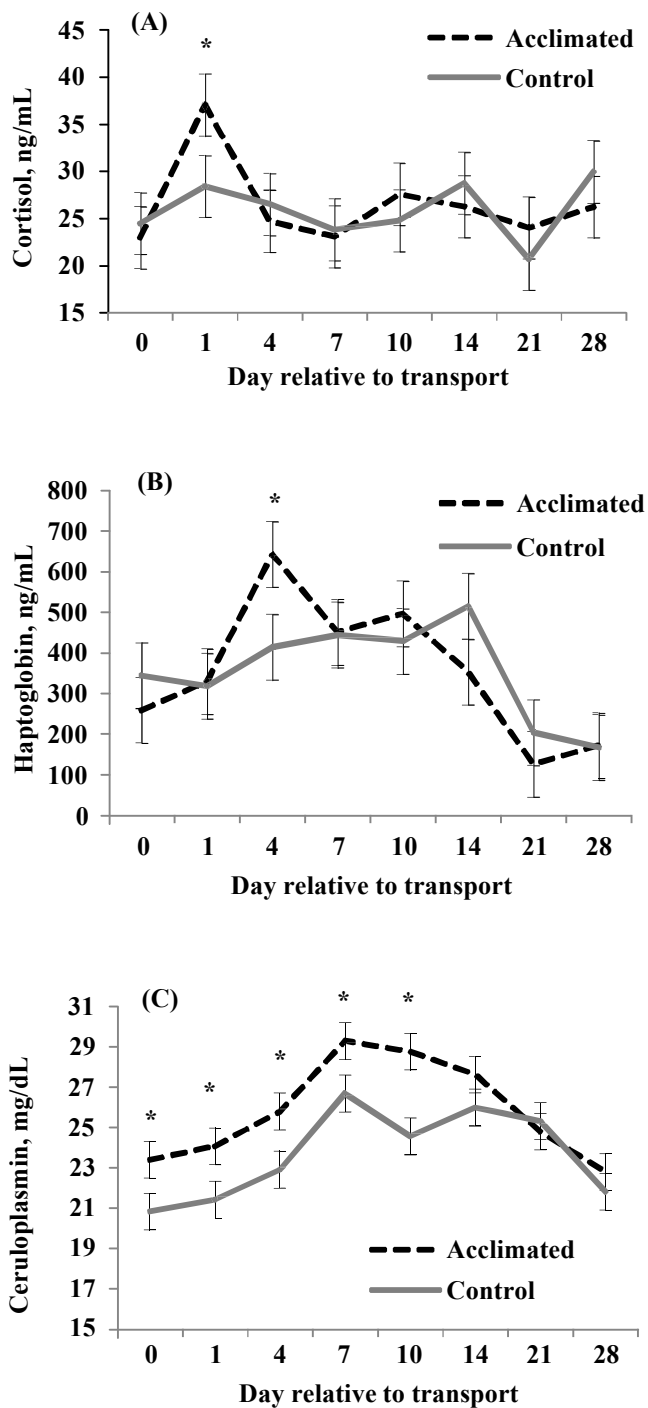 (A)
Cortisol, ng/mL
45
40
35
30
25
20
15
*
Acclimated
Control
0 1 4 7 10 14 21 28
Day relative to transport
(B)
Haptoglobin, ng/mL
800
700
600
500
400
300
200
100
0
*
Acclimated
Control
0 1 4 7 10 14 21 28
Day relative to transport
(C)
Ceruloplasmin, mg/dL
31
29
27
25
23
21
19
17
15
* * * * *
Acclimated
Control
0 1 4 7 10 14 21 28
Day relative to transport